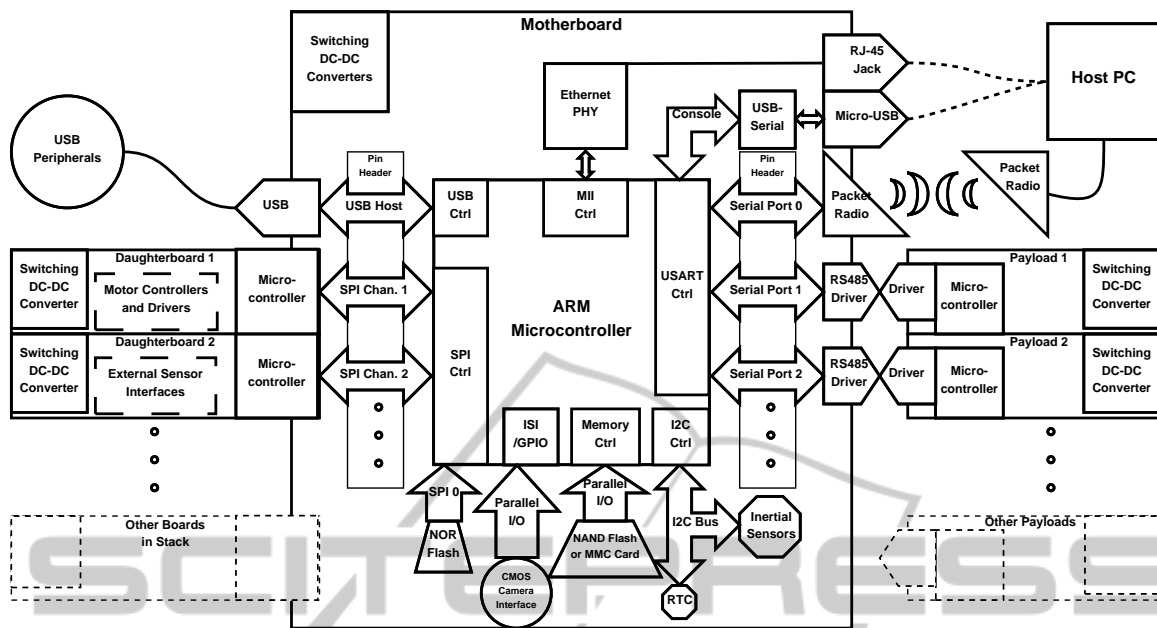 Motherboard
Switching
DC-DC
Converters
RJ-45
Jack
Host PC
Ethernet
PHY
Console
USB-
Serial
Micro-USB
USB
Peripherals
Pin
Header
Pin
Header
Packet
Radio
Packet
Radio
USB
USB Host
USB
Ctrl
MII
Ctrl
Serial Port 0
Daughterboard 1
Switching
DC-DC
Converter
Motor Controllers
and Drivers
Micro-
controller
SPI Chan. 1
ARM
Microcontroller
USART
Ctrl
Serial Port 1
RS485
Driver
Driver
Payload 1
Micro-
controller
Switching
DC-DC
Converter
Daughterboard 2
Switching
DC-DC
Converter
External Sensor
Interfaces
Micro-
controller
SPI Chan. 2
SPI
Ctrl
Serial Port 2
RS485
Driver
Driver
Payload 2
Micro-
controller
Switching
DC-DC
Converter
ISI
/GPIO
Memory
Ctrl
I2C
Ctrl
SPI 0
Parallel
I/O
Parallel
I/O
I2C Bus
Inertial
Sensors
NOR
Flash
NAND Flash
or MMC Card
CMOS
Camera
Interface
RTC
Other Boards
in Stack
Other Payloads
SCITEPRESS